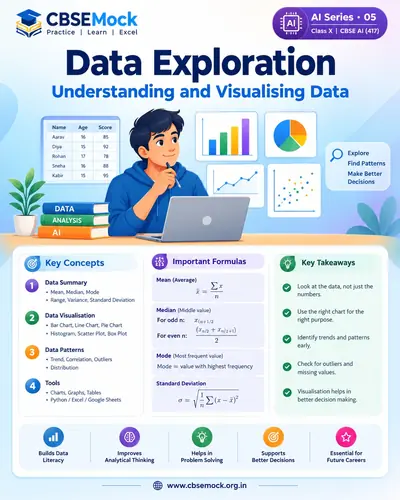 CBSEMock
Practice | Learn | Excel
AI
AI Series • 05
Class X | CBSE AI (417)
Data Exploration
Understanding and Visualising Data
Name Age Score
Aarav 16 85
Diya 15 92
Rohan 17 78
Sneha 16 88
Kabir 15 95
Explore
Find Patterns
Make Better
Decisions
DATA
ANALYSIS
AI
Key Concepts
1 Data Summary
- Mean, Median, Mode
- Range, Variance, Standard Deviation
2 Data Visualisation
- Bar Chart, Line Chart, Pie Chart
- Histogram, Scatter Plot, Box Plot
3 Data Patterns
- Trend, Correlation, Outliers
- Distribution
4 Tools
- Charts, Graphs, Tables
- Python / Excel / Google Sheets
Important Formulas
Mean (Average)
x̄ = ∑x / n
Median (Middle value)
For odd n:
For even n:
Mode (Most frequent value)
Mode = value with highest frequency
Standard Deviation
σ = √(1/n ∑(x − x̄)²)
Key Takeaways
Look at the data, not just the
numbers.
Use the right chart for the
right purpose.
Identify trends and patterns
early.
Check for outliers and
missing values.
Visualisation helps in
better decision making.
Builds Data
Literacy
Improves
Analytical Thinking
Helps in
Problem Solving
Supports
Better Decisions
Essential for
Future Careers
www.cbsemock.org.in